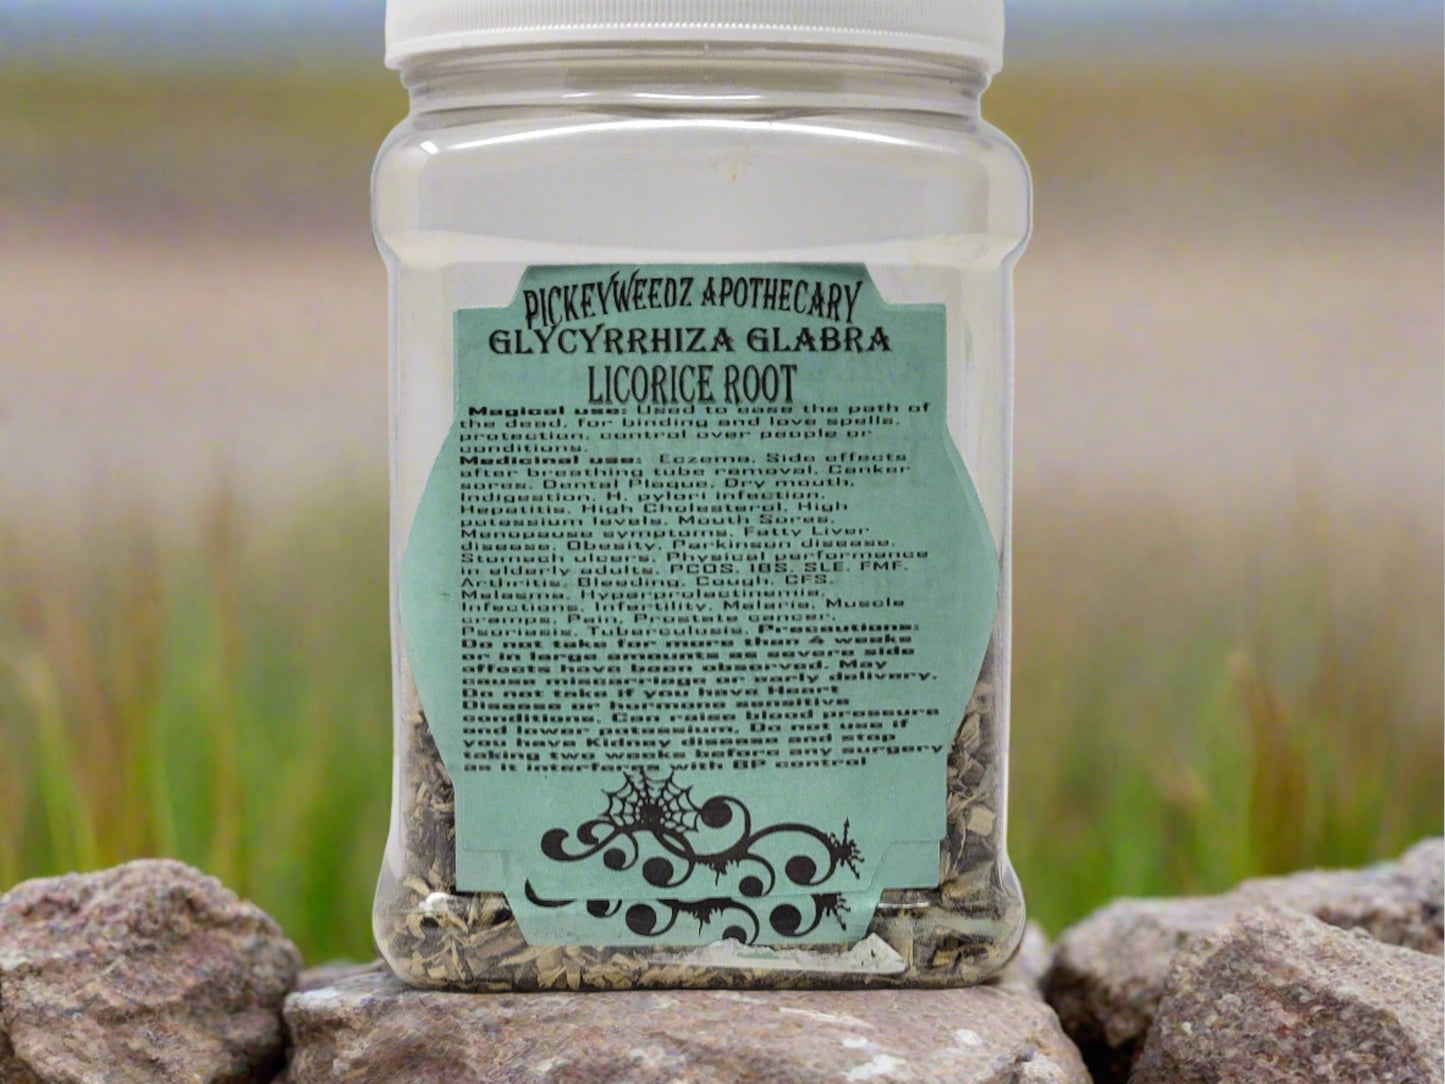 PICKEYWEEDZ APOTHECARY
GLYCYRRHIZA GLABRA
LICORICE ROOT
Magical use: Used to ease the path of
the dead, for binding and love spells,
protection, control over people or
conditions.
Medicinal use: Eczema, Side effects
after breathing tube removal, Canker
sores, Dental Plaque, Dry mouth,
Indigestion, H. pylori infection,
Hepatitis, High Cholesterol, High
potassium levels, Mouth Sores,
Menopause symptoms, Fatty Liver
disease, Obesity, Parkinson disease,
Stomach ulcers, Physical performance
in elderly adults, PCOS, IBS, SLE, FMF,
Arthritis, Bleeding, Cough, CFS,
Melasma, Hyperprolactinemia,
Infections, Infertility, Malaria, Muscle
cramps, Pain, Prostate cancer,
Psoriasis, Tuberculosis, Precautions:
Do not take for more than 4 weeks
or in large amounts as severe side
affects have been observed. May
cause miscarriage or early delivery.
Do not take if you have Heart
Disease or hormone sensitive
conditions. Can raise blood pressure
and lower potassium, Do not use if
you have Kidney disease and stop
taking two weeks before any surgery
as it interferes with BP control